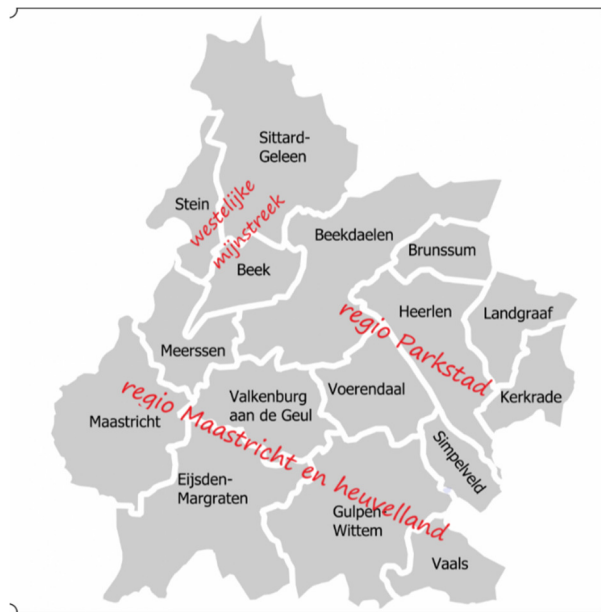 Sittard-
Geleen
Stein
westelijke
mijnstreek
Beekdaelen
Brunssum
Beek
Heerlen
Landgraaf
regio Parkstad
Meerssen
Voerendaal
Kerkrade
Valkenburg
aan de Geul
Maastricht
regio Maastricht en heuvelland
Simpelveld
Eijsden-
Margraten
Gulpen-
Wittem
Vaals